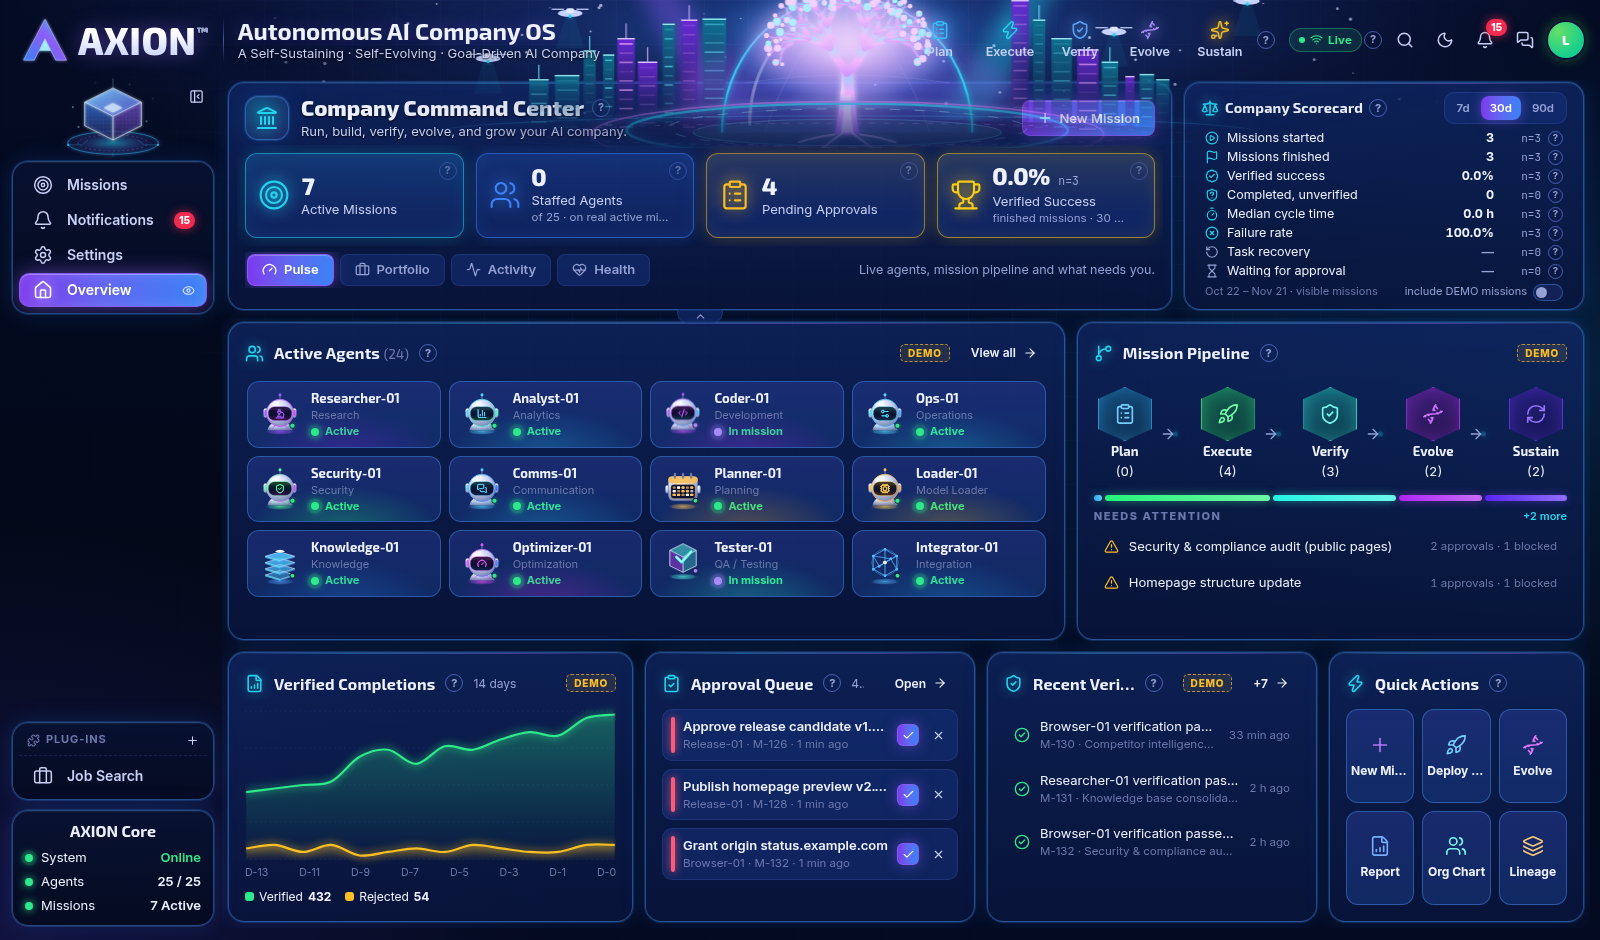 AXION™
Autonomous AI Company OS
A Self-Sustaining · Self-Evolving · Goal-Driven AI Company
Plan
Execute
Verify
Evolve
Sustain
?
Live
?
15
L
Missions
Notifications 15
Settings
Overview
PLUG-INS +
Job Search
AXION Core
System Online
Agents 25 / 25
Missions 7 Active
Company Command Center ?
Run, build, verify, evolve, and grow your AI company.
+ New Mission
7
Active Missions
?
0
Staffed Agents
of 25 · on real active mi...
?
4
Pending Approvals
?
0.0% n=3
Verified Success
finished missions · 30 ...
?
Pulse
Portfolio
Activity
Health
Live agents, mission pipeline and what needs you.
Company Scorecard ?
7d 30d 90d
Missions started 3 n=3 ?
Missions finished 3 n=3 ?
Verified success 0.0% n=3 ?
Completed, unverified 0 n=0 ?
Median cycle time 0.0 h n=3 ?
Failure rate 100.0% n=3 ?
Task recovery — n=0 ?
Waiting for approval — n=0 ?
Oct 22 – Nov 21 · visible missions include DEMO missions
Active Agents (24) ?
DEMO
View all →
Researcher-01
Research
Active
Analyst-01
Analytics
Active
Coder-01
Development
In mission
Ops-01
Operations
Active
Security-01
Security
Active
Comms-01
Communication
Active
Planner-01
Planning
Active
Loader-01
Model Loader
Active
Knowledge-01
Knowledge
Active
Optimizer-01
Optimization
Active
Tester-01
QA / Testing
In mission
Integrator-01
Integration
Active
Mission Pipeline ?
DEMO
Plan
(0)
Execute
(4)
Verify
(3)
Evolve
(2)
Sustain
(2)
NEEDS ATTENTION +2 more
Security & compliance audit (public pages) 2 approvals · 1 blocked
Homepage structure update 1 approvals · 1 blocked
Verified Completions ? 14 days
DEMO
D-13 D-11 D-9 D-7 D-5 D-3 D-1 D-0
Verified 432 Rejected 54
Approval Queue ? 4..
Open →
Approve release candidate v1....
Release-01 · M-126 · 1 min ago
Publish homepage preview v2....
Release-01 · M-128 · 1 min ago
Grant origin status.example.com
Browser-01 · M-132 · 1 min ago
Recent Veri... ?
DEMO
+7 →
Browser-01 verification pa... 33 min ago
M-130 · Competitor intelligenc...
Researcher-01 verification pas... 2 h ago
M-131 · Knowledge base consolida...
Browser-01 verification passe... 2 h ago
M-132 · Security & compliance au...
Quick Actions ?
New Mi...
Deploy ...
Evolve
Report
Org Chart
Lineage